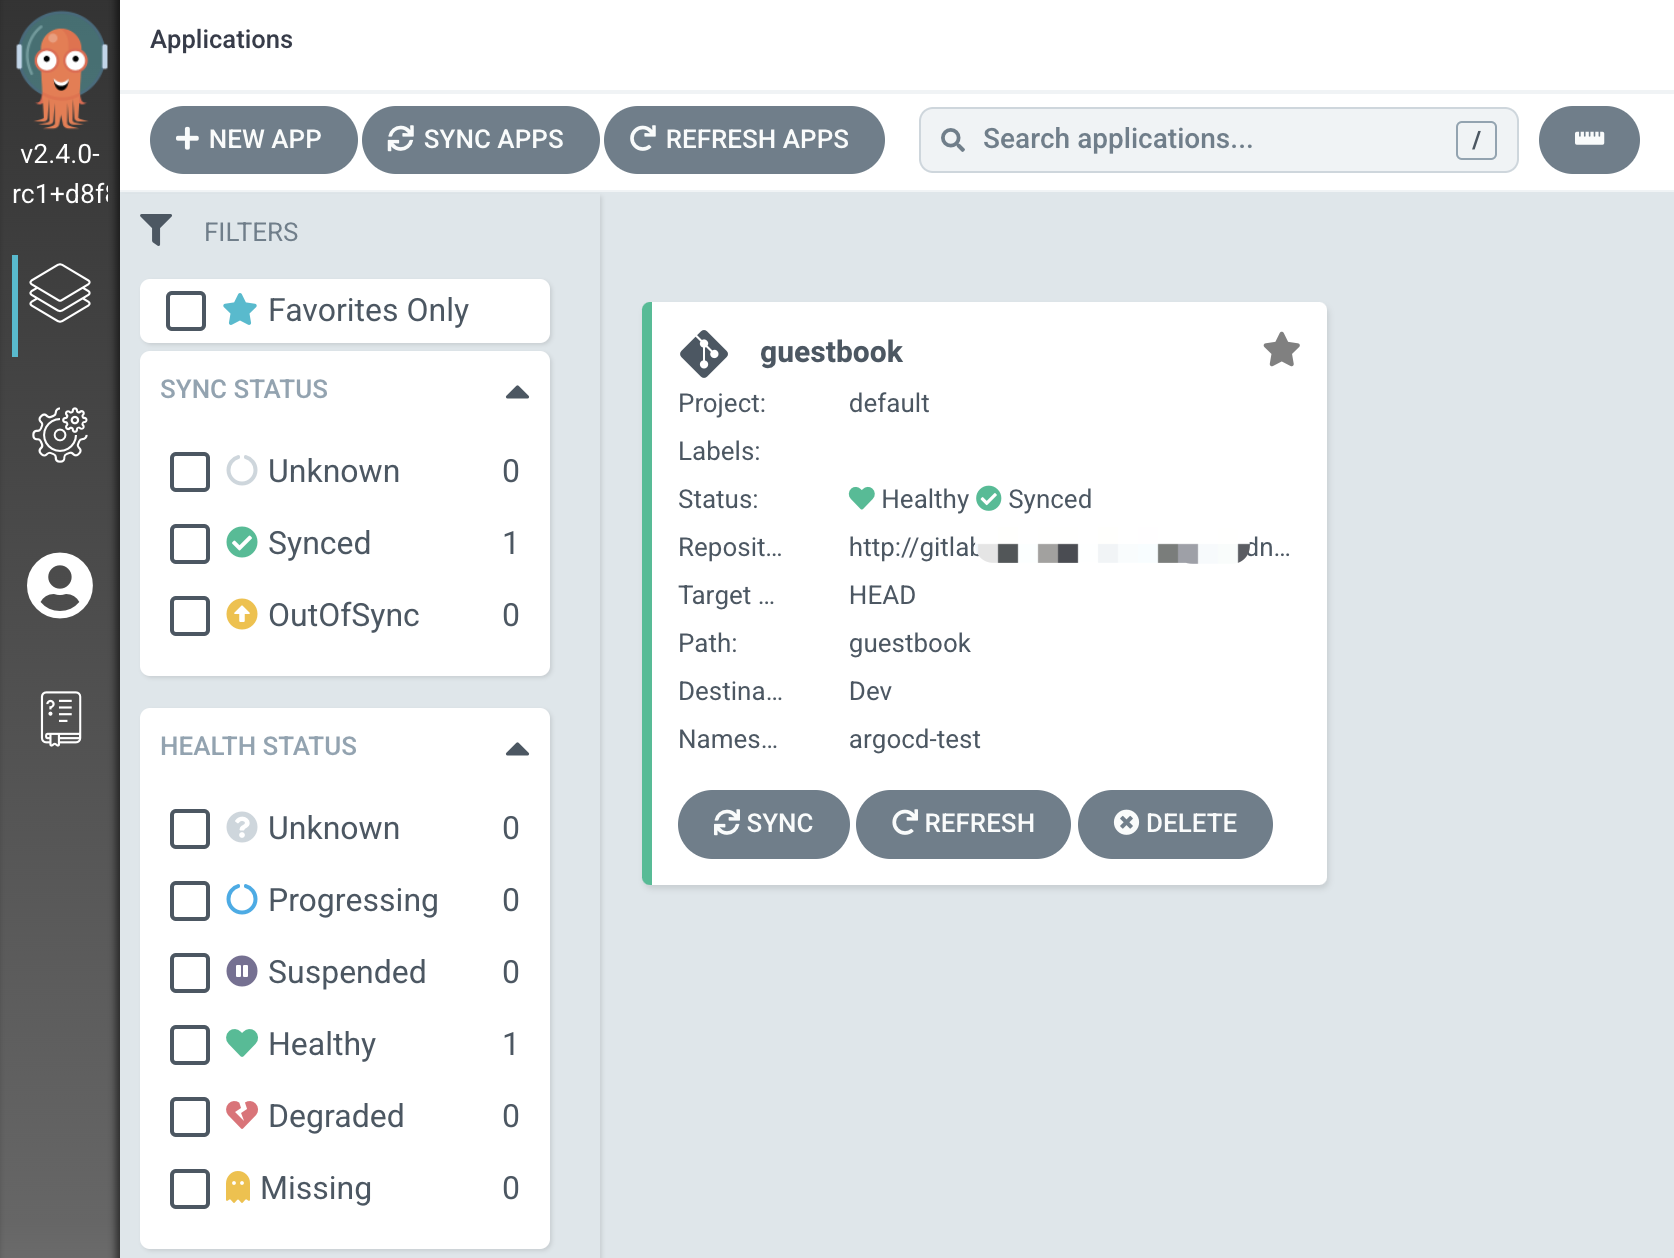 Applications
v2.4.0-
rc1+d8f
NEW APP
SYNC APPS
REFRESH APPS
Search applications...
/
FILTERS
Favorites Only
SYNC STATUS
Unknown 0
Synced 1
OutOfSync 0
HEALTH STATUS
Unknown 0
Progressing 0
Suspended 0
Healthy 1
Degraded 0
Missing 0
guestbook
Project: default
Labels:
Status: Healthy Synced
Reposit... http://gitlab dn...
Target ... HEAD
Path: guestbook
Destina... Dev
Names... argocd-test
SYNC
REFRESH
DELETE